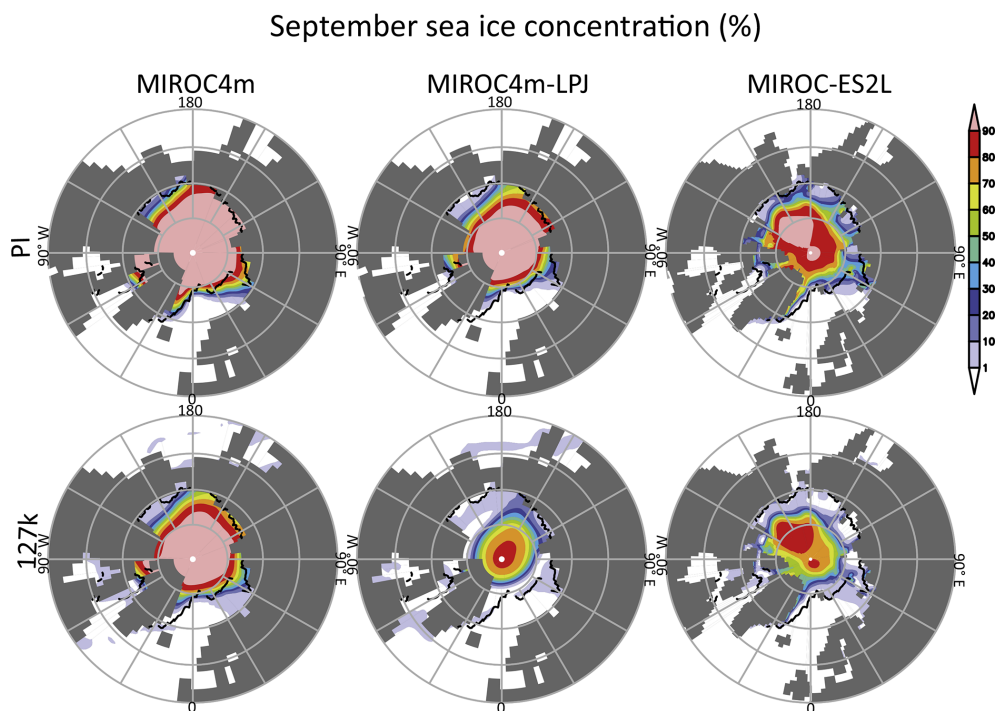 September sea ice concentration (%)
MIROC4m MIROC4m-LPJ MIROC-ES2L
180 180 180
PI
90° W 90° E 90° W 90° E 90° W 90° E
0 0 0
90
80
70
60
50
40
30
20
10
1
180 180 180
127k
90° W 90° E 90° W 90° E 90° W 90° E
0 0 0